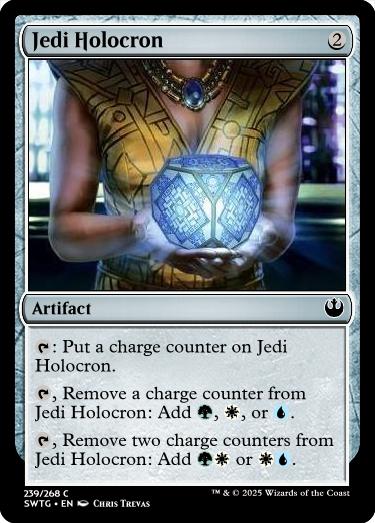 Jedi Holocron 2
Artifact
: Put a charge counter on Jedi
Holocron.
, Remove a charge counter from
Jedi Holocron: Add , , or .
, Remove two charge counters from
Jedi Holocron: Add or .
239/268 C
SWTG • EN Chris Trevas
™ & © 2025 Wizards of the Coast